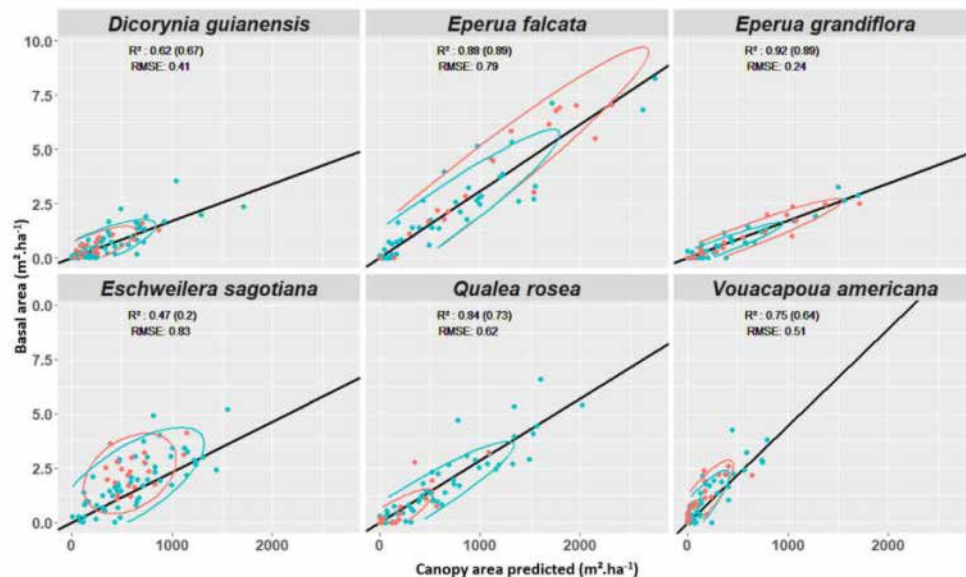 Dicorynia guianensis Eperua falcata Eperua grandiflora
R² : 0.62 (0.67) R² : 0.88 (0.89) R² : 0.92 (0.89)
RMSE: 0.41 RMSE: 0.79 RMSE: 0.24
10.0
7.5
5.0
2.5
0.0
Eschweilera sagotiana Qualea rosea Vouacapoua americana
R² : 0.47 (0.2) R² : 0.84 (0.73) R² : 0.75 (0.64)
RMSE: 0.83 RMSE: 0.62 RMSE: 0.51
0.0
7.5
5.0
2.5
0.0
0 1000 2000 0 1000 2000 0 1000 2000
Basal area (m².ha⁻¹)
Canopy area predicted (m².ha⁻¹)